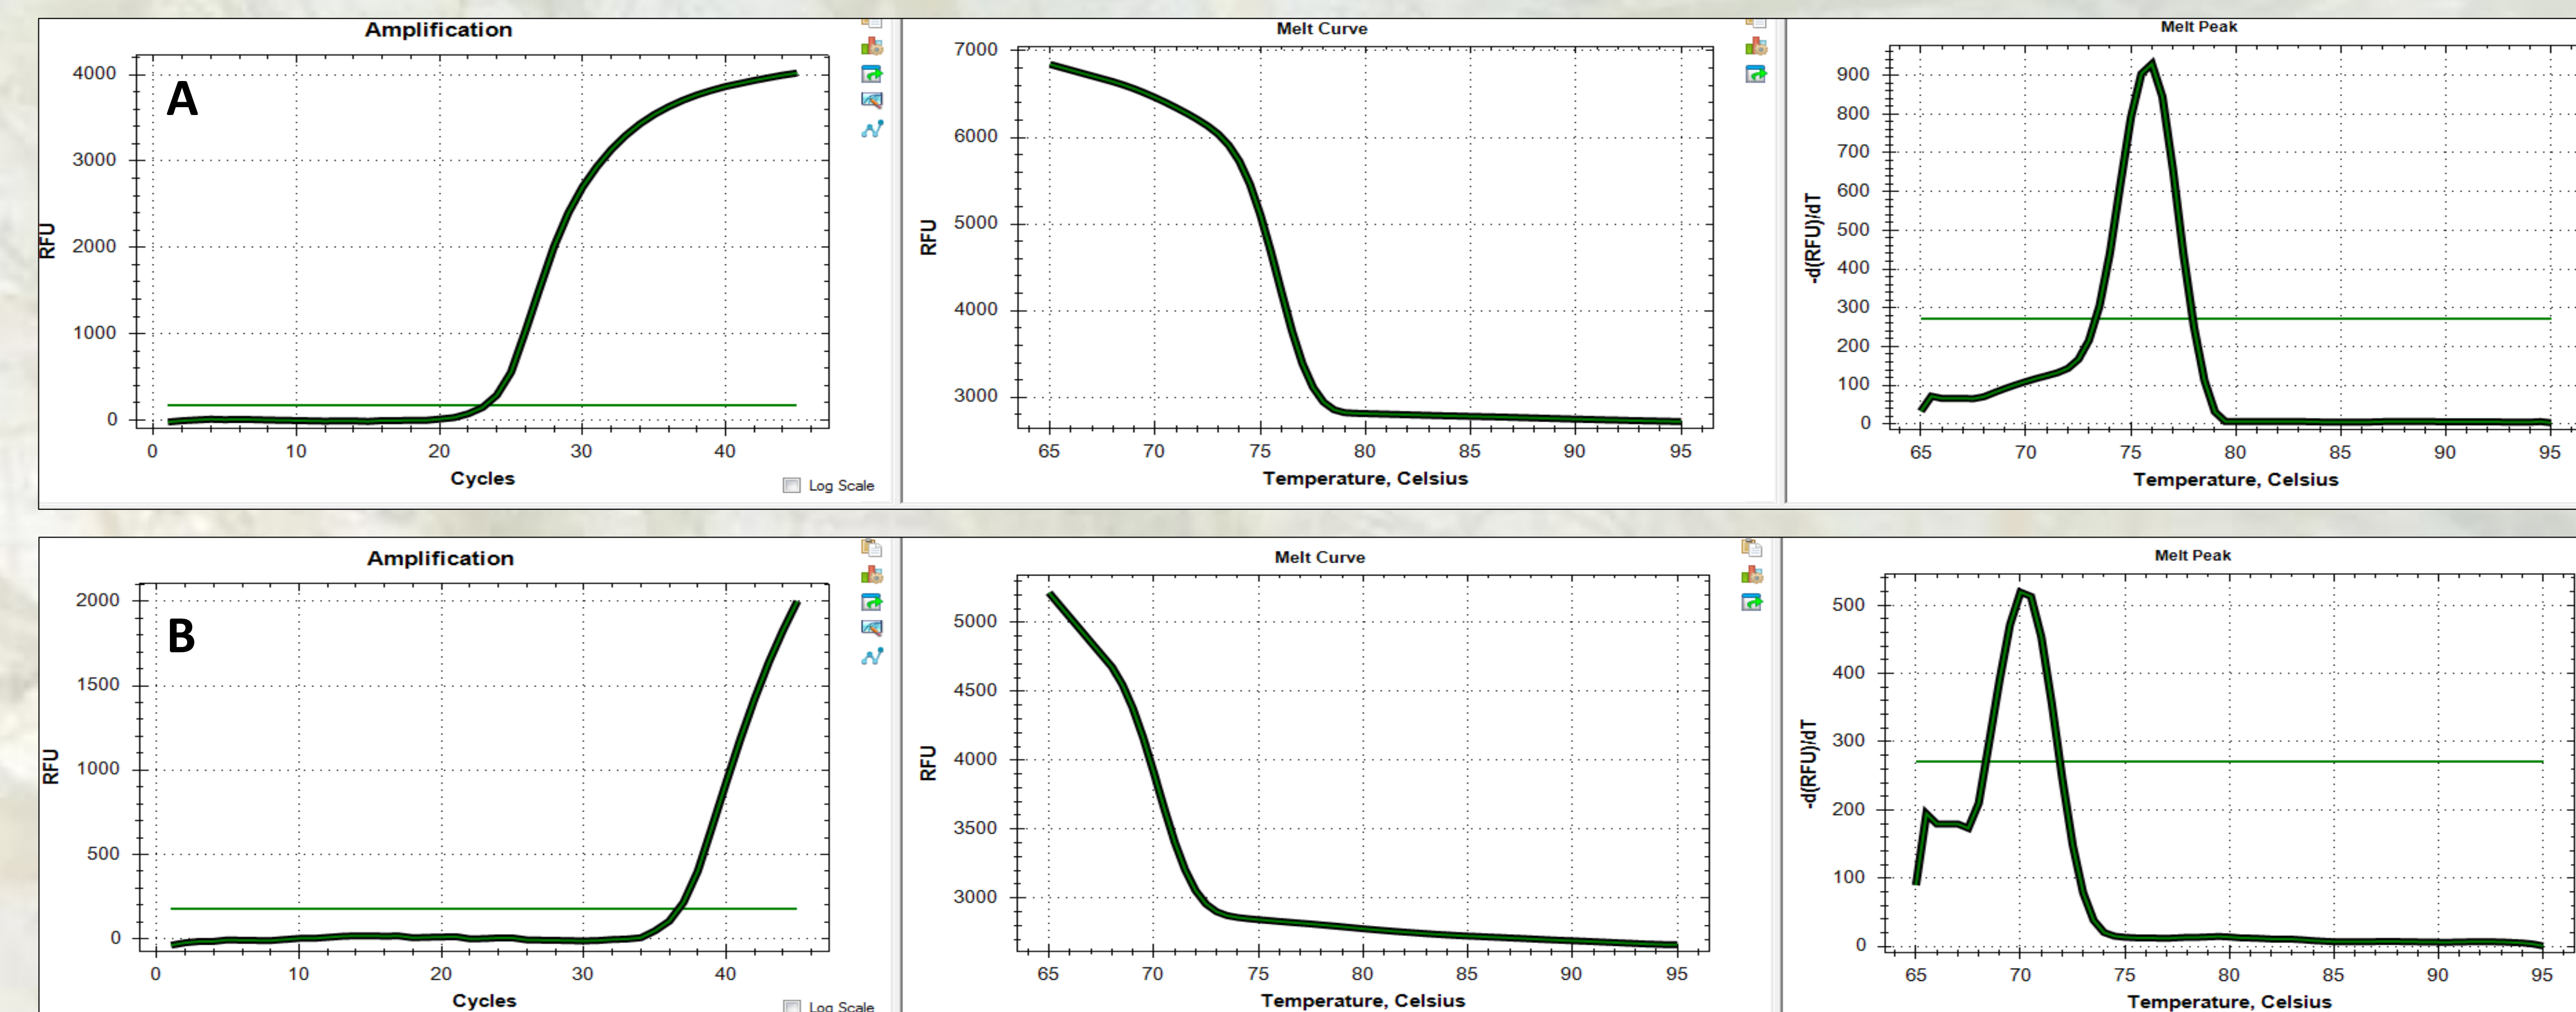 Amplification
A
4000
3000
2000
1000
0
RFU
0 10 20 30 40
Cycles
Log Scale
Melt Curve
7000
6000
5000
4000
3000
RFU
65 70 75 80 85 90 95
Temperature, Celsius
Melt Peak
900
800
700
600
500
400
300
200
100
0
-d(RFU)/dT
65 70 75 80 85 90 95
Temperature, Celsius
Amplification
B
2000
1500
1000
500
0
RFU
0 10 20 30 40
Cycles
Log Scale
Melt Curve
5000
4500
4000
3500
3000
RFU
65 70 75 80 85 90 95
Temperature, Celsius
Melt Peak
500
400
300
200
100
0
-d(RFU)/dT
65 70 75 80 85 90 95
Temperature, Celsius